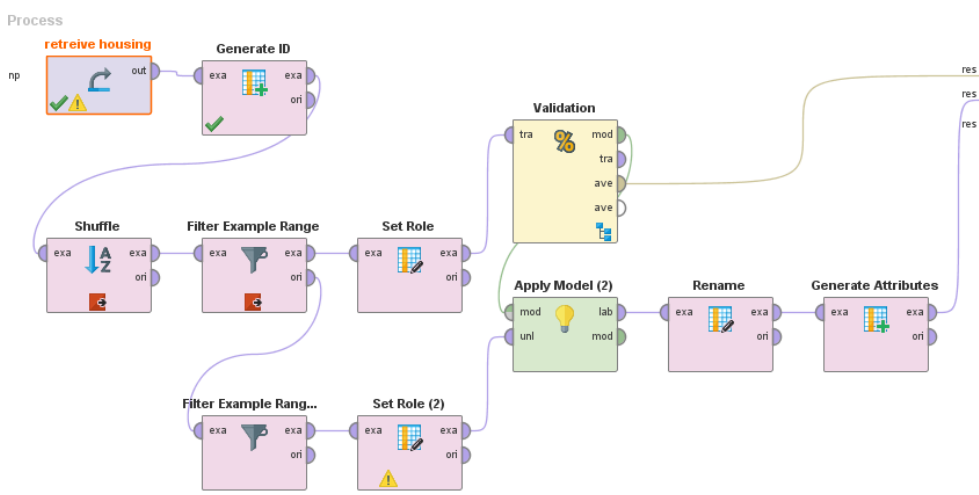 Process
retreive housing
Generate ID
np
out
exa
exa
ori
res
res
res
Validation
tra
mod
tra
ave
ave
Shuffle
Filter Example Range
Set Role
exa
exa
ori
exa
exa
ori
exa
exa
ori
Apply Model (2)
Rename
Generate Attributes
mod
lab
unl
mod
exa
exa
ori
exa
exa
ori
Filter Example Rang...
Set Role (2)
exa
exa
ori
exa
exa
ori